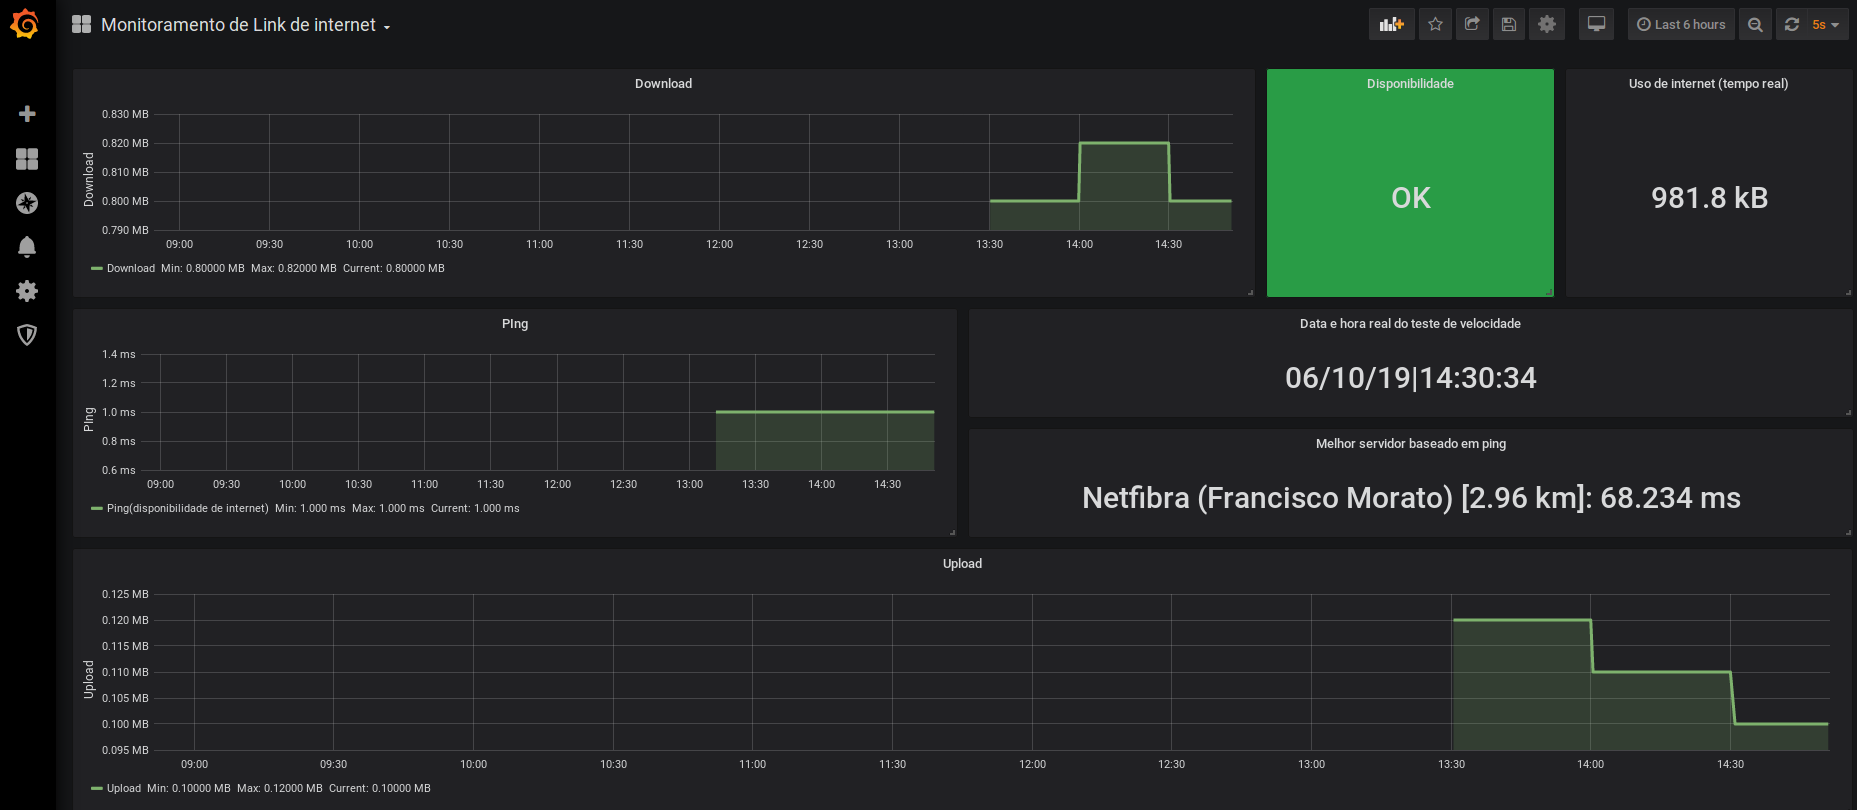 Monitoramento de Link de internet
Last 6 hours
5s
Download
0.830 MB
0.820 MB
0.810 MB
0.800 MB
0.790 MB
Download
09:00 09:30 10:00 10:30 11:00 11:30 12:00 12:30 13:00 13:30 14:00 14:30
Download Min: 0.80000 MB Max: 0.82000 MB Current: 0.80000 MB
Disponibilidade
OK
Uso de internet (tempo real)
981.8 kB
PIng
1.4 ms
1.2 ms
1.0 ms
0.8 ms
0.6 ms
PIng
09:00 09:30 10:00 10:30 11:00 11:30 12:00 12:30 13:00 13:30 14:00 14:30
Ping(disponibilidade de internet) Min: 1.000 ms Max: 1.000 ms Current: 1.000 ms
Data e hora real do teste de velocidade
06/10/19|14:30:34
Melhor servidor baseado em ping
Netfibra (Francisco Morato) [2.96 km]: 68.234 ms
Upload
0.125 MB
0.120 MB
0.115 MB
0.110 MB
0.105 MB
0.100 MB
0.095 MB
Upload
09:00 09:30 10:00 10:30 11:00 11:30 12:00 12:30 13:00 13:30 14:00 14:30
Upload Min: 0.10000 MB Max: 0.12000 MB Current: 0.10000 MB